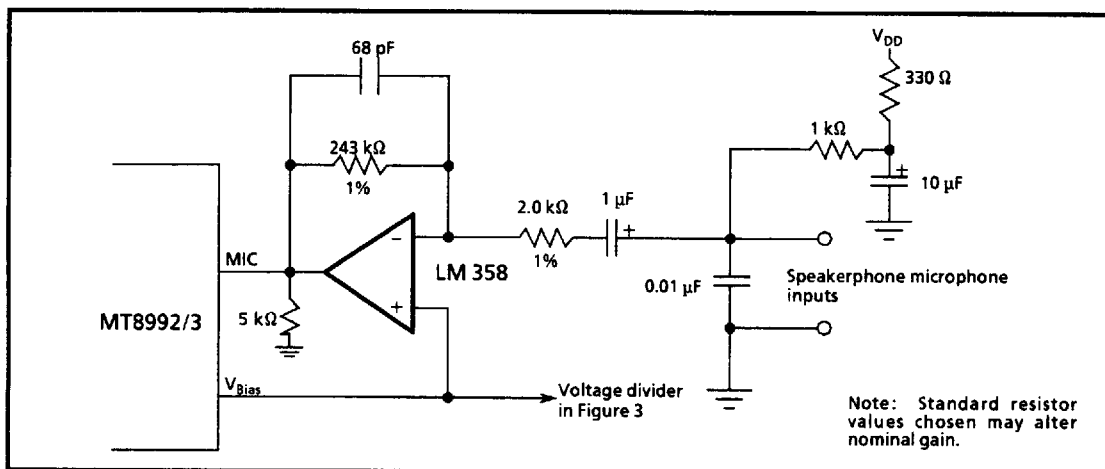 68 pF
V_DD
330 Ω
1 kΩ
243 kΩ
1%
10 μF
2.0 kΩ
1 μF
1%
−
+
+
+
LM 358
MIC
0.01 μF
Speakerphone microphone
inputs
5 kΩ
MT8992/3
V_Bias
Voltage divider
in Figure 3
Note: Standard resistor
values chosen may alter
nominal gain.